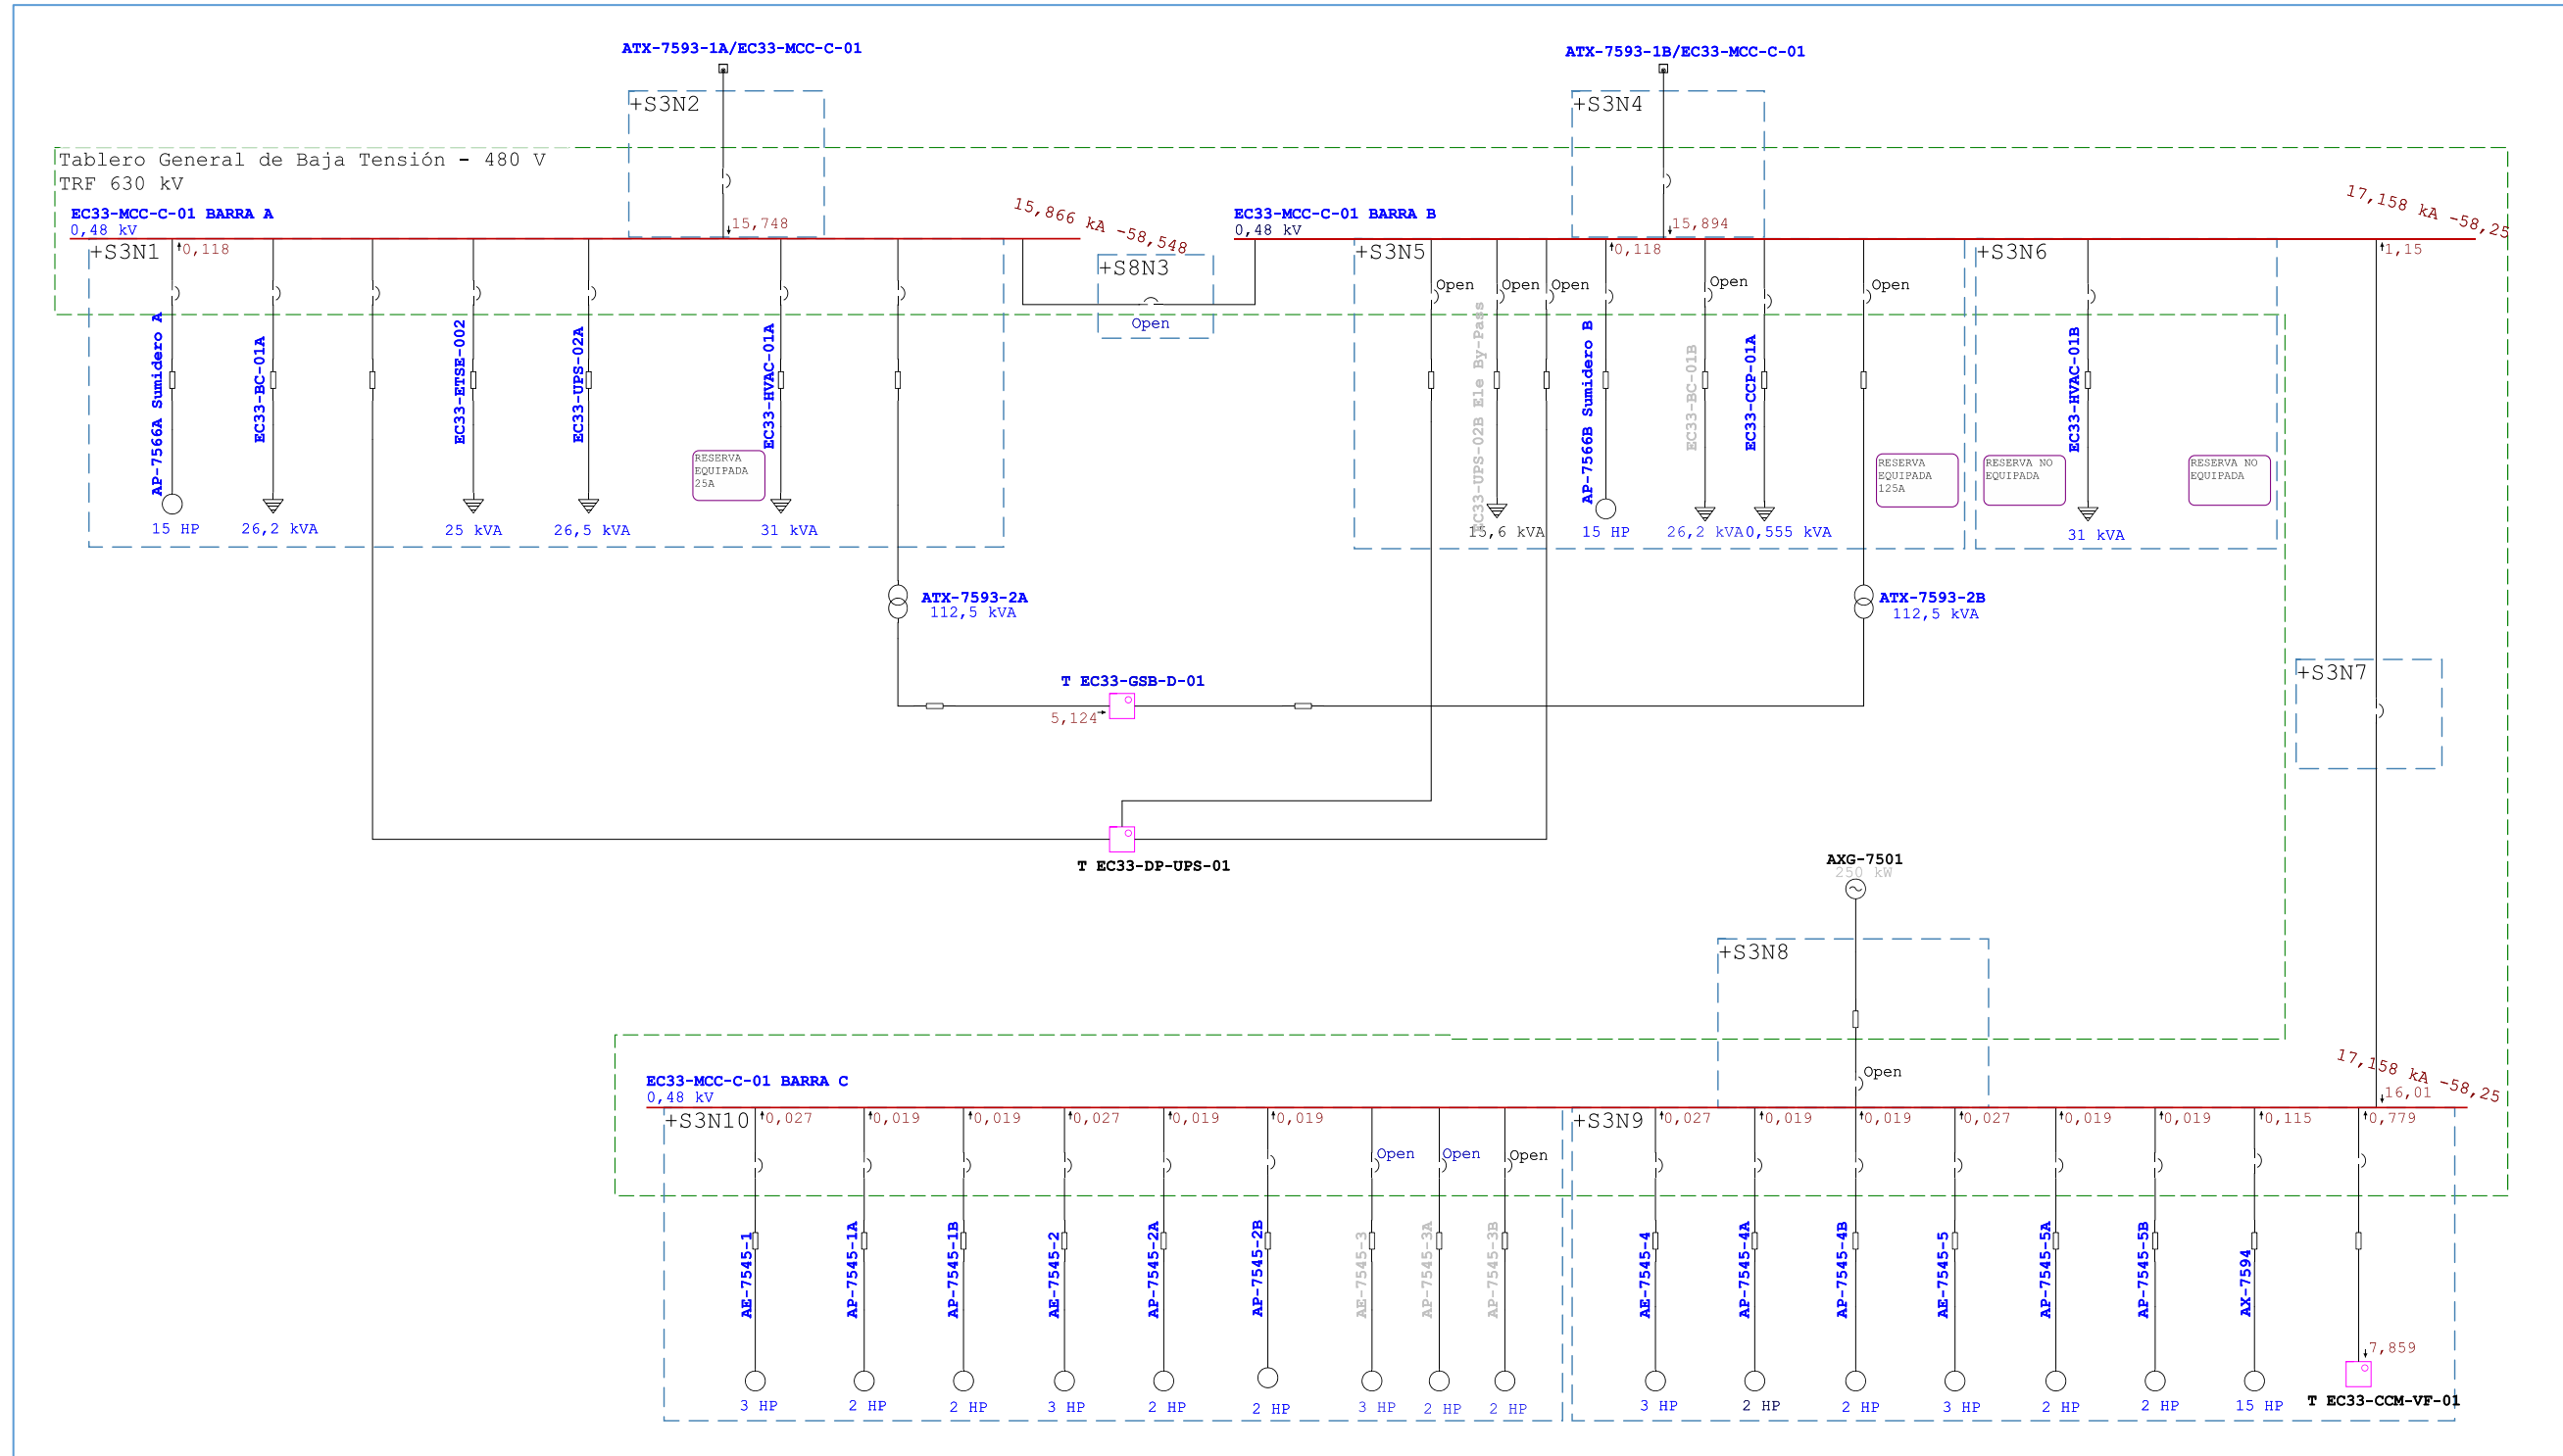 ATX-7593-1A/EC33-MCC-C-01
ATX-7593-1B/EC33-MCC-C-01
+S3N2
+S3N4
Tablero General de Baja Tensión - 480 V
TRF 630 kV
EC33-MCC-C-01 BARRA A
0,48 kV
15,748
15,866 kA -58,548
EC33-MCC-C-01 BARRA B
0,48 kV
15,894
17,158 kA -58,25
+S3N1
0,118
+S8N3
Open
+S3N5
Open
Open
Open
0,118
Open
Open
+S3N6
1,15
AP-7566A Sumidero A
EC33-BC-01A
EC33-ETSE-002
EC33-UPS-02A
EC33-HVAC-01A
EC33-UPS-02B Ele By-Pass
AP-7566B Sumidero B
EC33-BC-01B
EC33-CCP-01A
EC33-HVAC-01B
RESERVA
EQUIPADA
25A
RESERVA
EQUIPADA
125A
RESERVA NO
EQUIPADA
RESERVA NO
EQUIPADA
15 HP
26,2 kVA
25 kVA
26,5 kVA
31 kVA
15,6 kVA
15 HP
26,2 kVA
0,555 kVA
31 kVA
ATX-7593-2A
112,5 kVA
ATX-7593-2B
112,5 kVA
T EC33-GSB-D-01
5,124
+S3N7
T EC33-DP-UPS-01
AXG-7501
250 kW
+S3N8
Open
EC33-MCC-C-01 BARRA C
0,48 kV
17,158 kA -58,25
16,01
+S3N10
0,027
0,019
0,019
0,027
0,019
0,019
Open
Open
Open
+S3N9
0,027
0,019
0,019
0,027
0,019
0,019
0,115
0,779
AE-7545-1
AP-7545-1A
AP-7545-1B
AE-7545-2
AP-7545-2A
AP-7545-2B
AE-7545-3
AP-7545-3A
AP-7545-3B
AE-7545-4
AP-7545-4A
AP-7545-4B
AE-7545-5
AP-7545-5A
AP-7545-5B
AX-7594
7,859
T EC33-CCM-VF-01
3 HP
2 HP
2 HP
3 HP
2 HP
2 HP
3 HP
2 HP
2 HP
3 HP
2 HP
2 HP
3 HP
2 HP
2 HP
15 HP